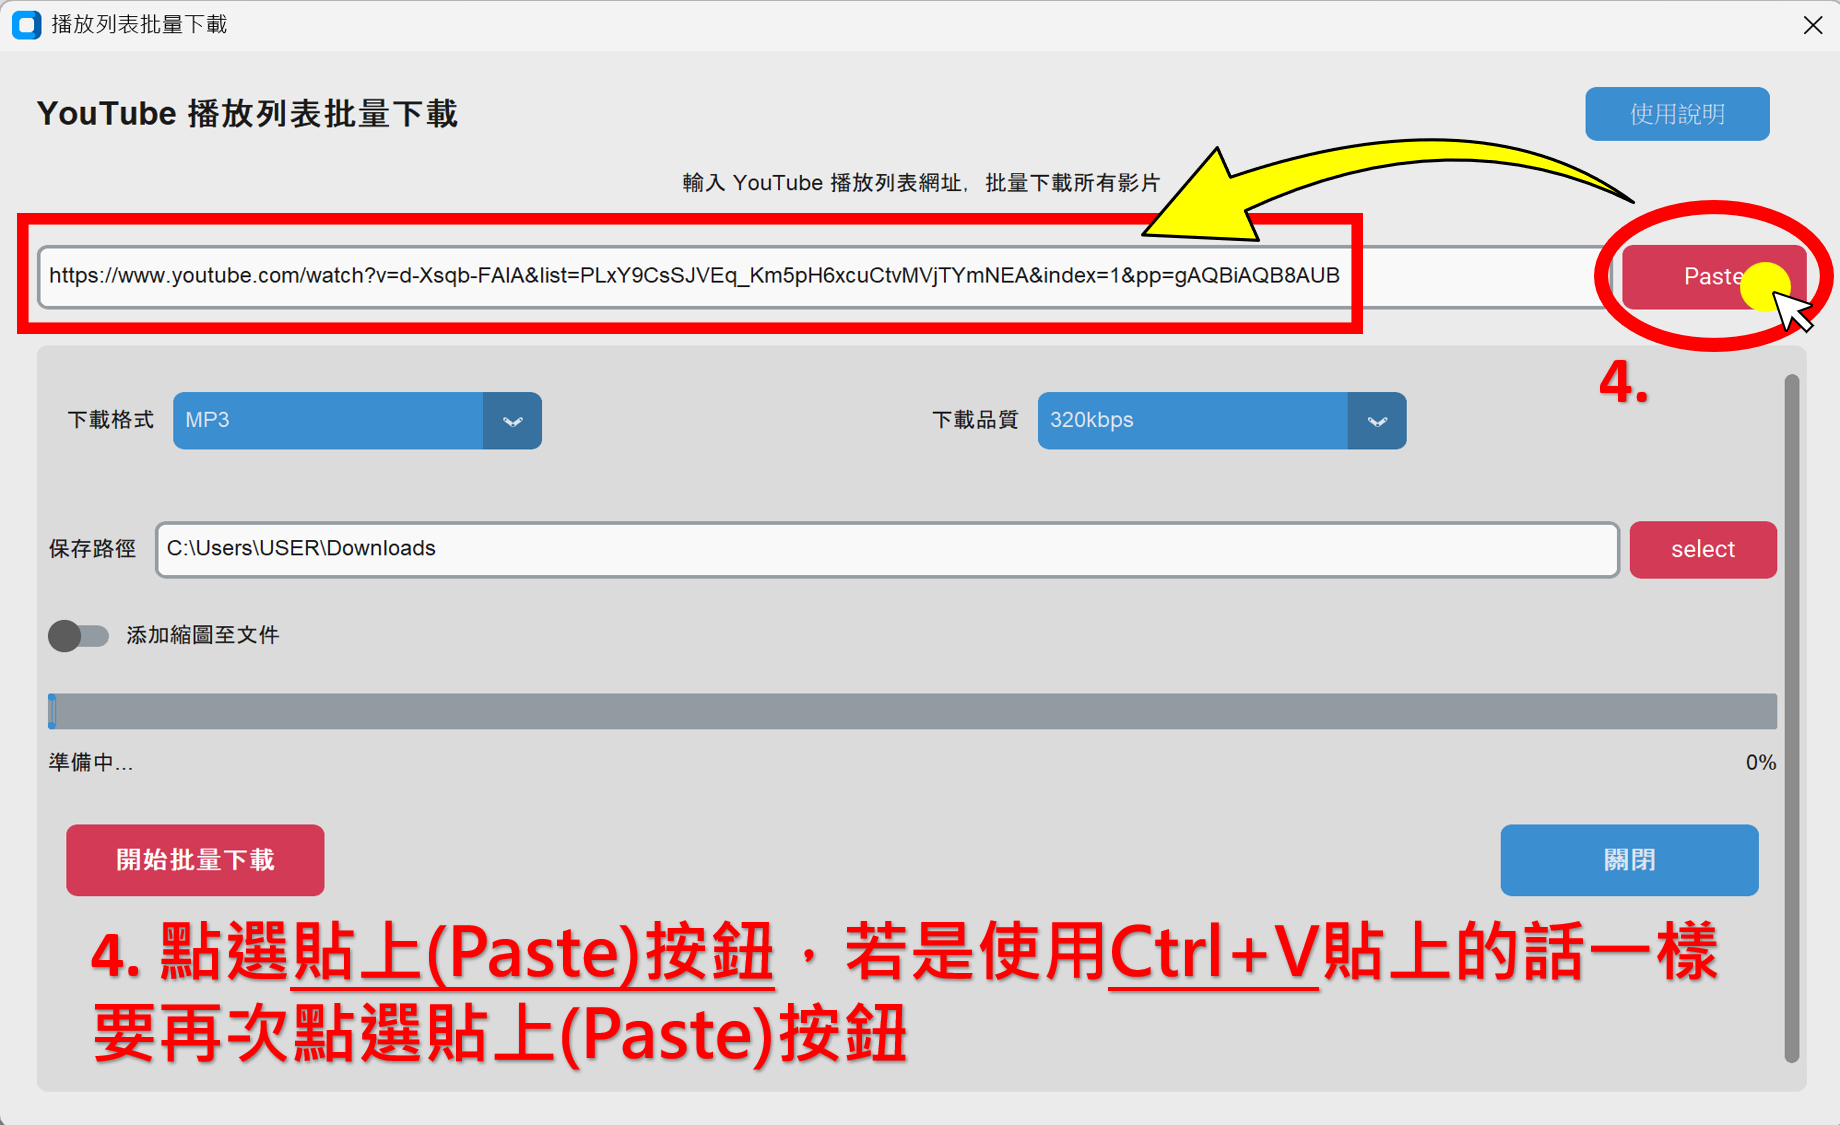 播放列表批量下載
YouTube 播放列表批量下載
使用說明
輸入 YouTube 播放列表網址，批量下載所有影片
https://www.youtube.com/watch?v=d-Xsqb-FAIA&list=PLxY9CsSJVEq_Km5pH6xcuCtvMVjTYmNEA&index=1&pp=gAQBiAQB8AUB
Paste
4.
下載格式 MP3 下載品質 320kbps
保存路徑 C:\Users\USER\Downloads select
添加縮圖至文件
準備中... 0%
開始批量下載 關閉
4. 點選貼上(Paste)按鈕，若是使用Ctrl+V貼上的話一樣
要再次點選貼上(Paste)按鈕